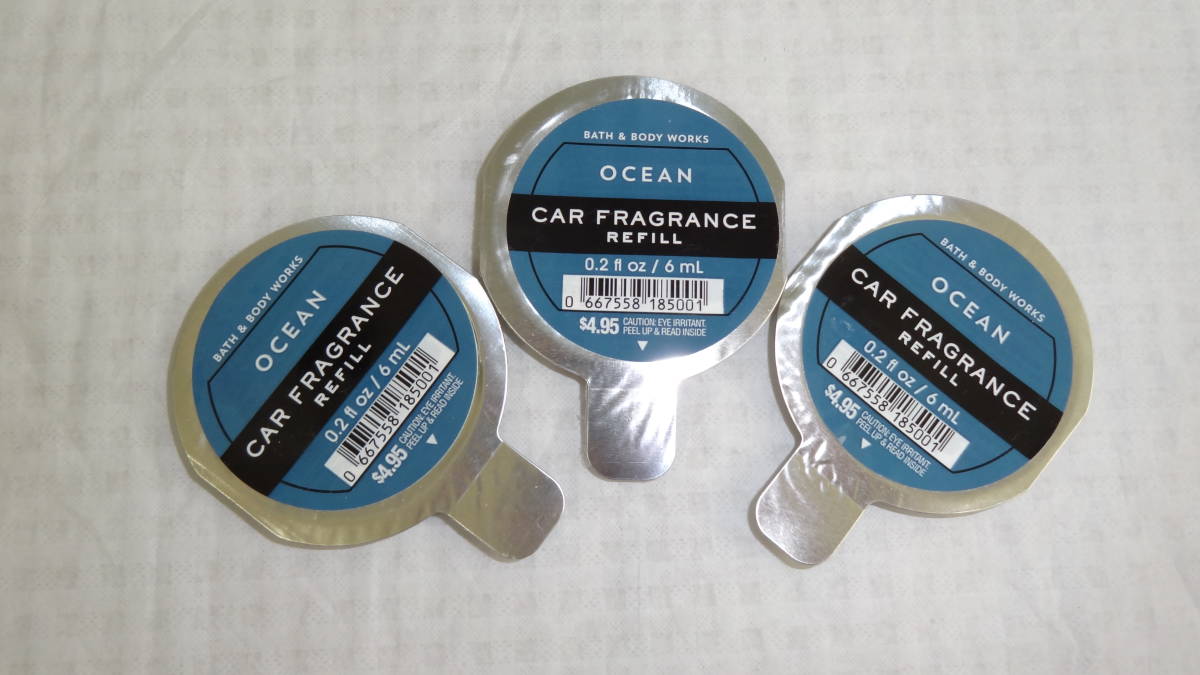 BATH & BODY WORKS
OCEAN
CAR FRAGRANCE
REFILL
0.2 fl oz / 6 mL
0 667558 185001
$4.95 CAUTION: EYE IRRITANT.
PEEL UP & READ INSIDE
BATH & BODY WORKS
OCEAN
CAR FRAGRANCE
REFILL
0.2 fl oz / 6 mL
0 667558 185001
$4.95 CAUTION: EYE IRRITANT.
PEEL UP & READ INSIDE
BATH & BODY WORKS
OCEAN
CAR FRAGRANCE
REFILL
0.2 fl oz / 6 mL
0 667558 185001
$4.95 CAUTION: EYE IRRITANT.
PEEL UP & READ INSIDE